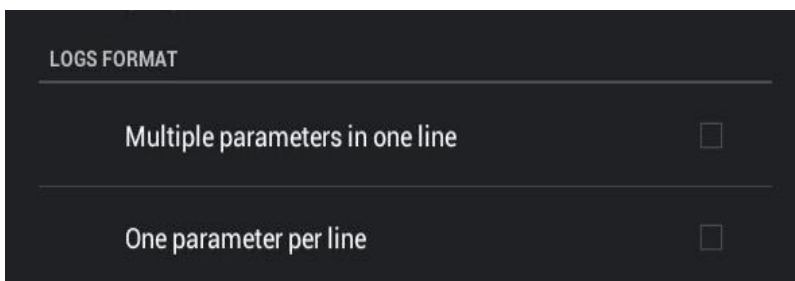 LOGS FORMAT
Multiple parameters in one line
One parameter per line